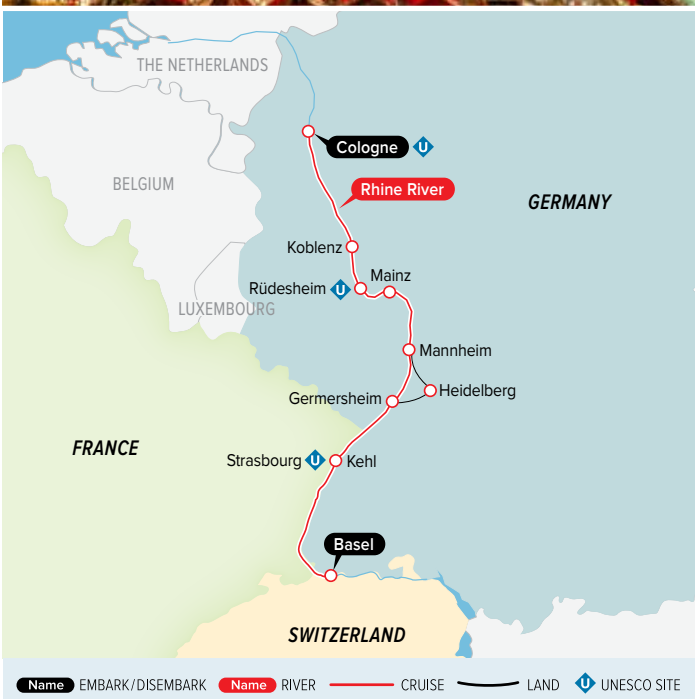 THE NETHERLANDS
Cologne U
BELGIUM
Rhine River
GERMANY
Koblenz
Mainz
Rüdesheim U
LUXEMBOURG
Mannheim
Heidelberg
Germersheim
FRANCE
Strasbourg U Kehl
Basel
SWITZERLAND
Name EMBARK/DISEMBARK Name RIVER CRUISE LAND U UNESCO SITE